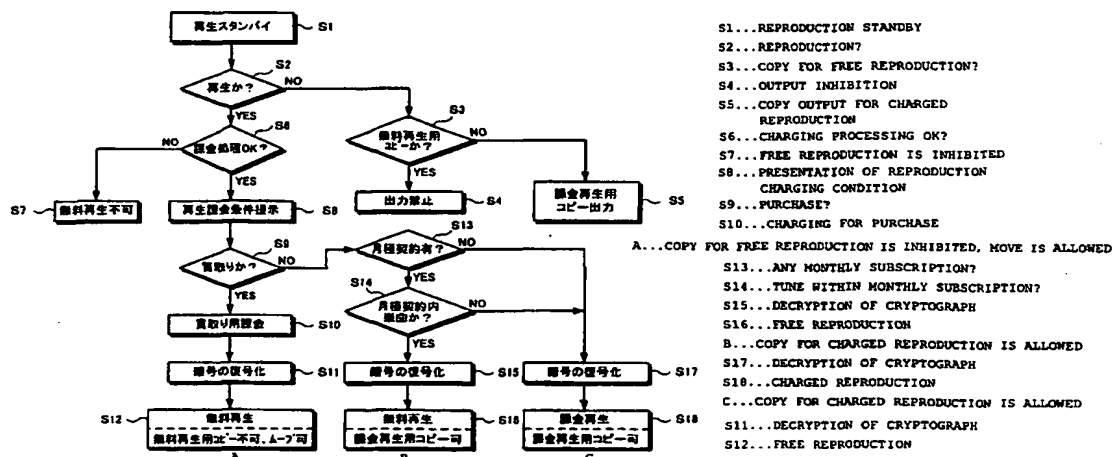 再生スタンバイ
S1
S2
再生か?
NO
YES
S6
課金処理OK?
NO
YES
S3
無料再生用
コピーか?
NO
YES
S7
無料再生不可
再生課金条件提示
S8
出力禁止
S4
課金再生用
コピー出力
S5
S9
買取りか?
NO
YES
S13
月極契約有?
NO
YES
S14
月極契約内
単曲か?
NO
YES
買取り用課金
S10
暗号の復号化
S11
暗号の復号化
S15
暗号の復号化
S17
S12
無料再生
無料再生用コピー不可、ムーブ可
A
無料再生
課金再生用コピー可
S16
B
課金再生
課金再生用コピー可
S18
C
S1...REPRODUCTION STANDBY
S2...REPRODUCTION?
S3...COPY FOR FREE REPRODUCTION?
S4...OUTPUT INHIBITION
S5...COPY OUTPUT FOR CHARGED
REPRODUCTION
S6...CHARGING PROCESSING OK?
S7...FREE REPRODUCTION IS INHIBITED
S8...PRESENTATION OF REPRODUCTION
CHARGING CONDITION
S9...PURCHASE?
S10...CHARGING FOR PURCHASE
A...COPY FOR FREE REPRODUCTION IS INHIBITED, MOVE IS ALLOWED
S13...ANY MONTHLY SUBSCRIPTION?
S14...TUNE WITHIN MONTHLY SUBSCRIPTION?
S15...DECRYPTION OF CRYPTOGRAPH
S16...FREE REPRODUCTION
B...COPY FOR CHARGED REPRODUCTION IS ALLOWED
S17...DECRYPTION OF CRYPTOGRAPH
S18...CHARGED REPRODUCTION
C...COPY FOR CHARGED REPRODUCTION IS ALLOWED
S11...DECRYPTION OF CRYPTOGRAPH
S12...FREE REPRODUCTION